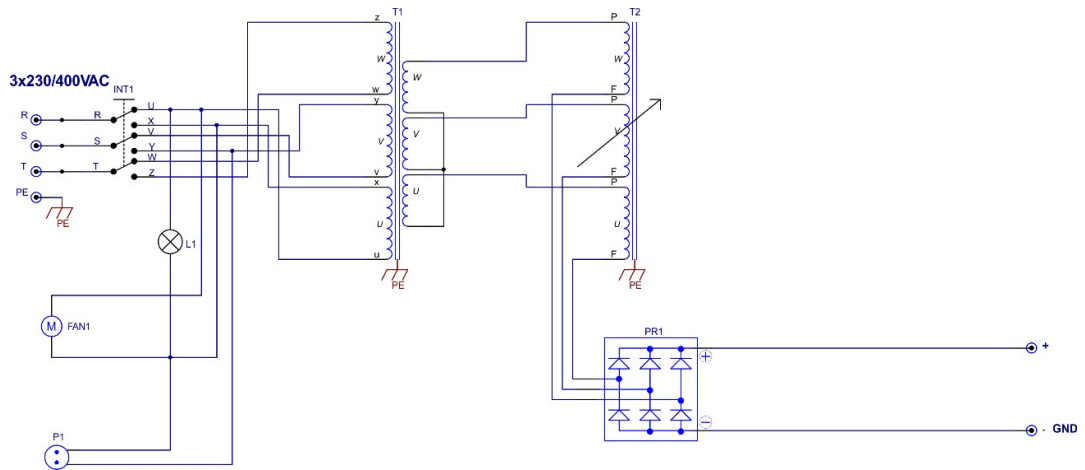 T1
T2
z
P
W
W
W
3x230/400VAC
INT1
w
F
y
P
U
R
R
X
V
V
V
V
S
S
Y
v
F
T
T
W
x
P
Z
U
U
U
PE
PE
u
F
L1
PE
PE
M
FAN1
PR1
+
+
P1
-
- GND